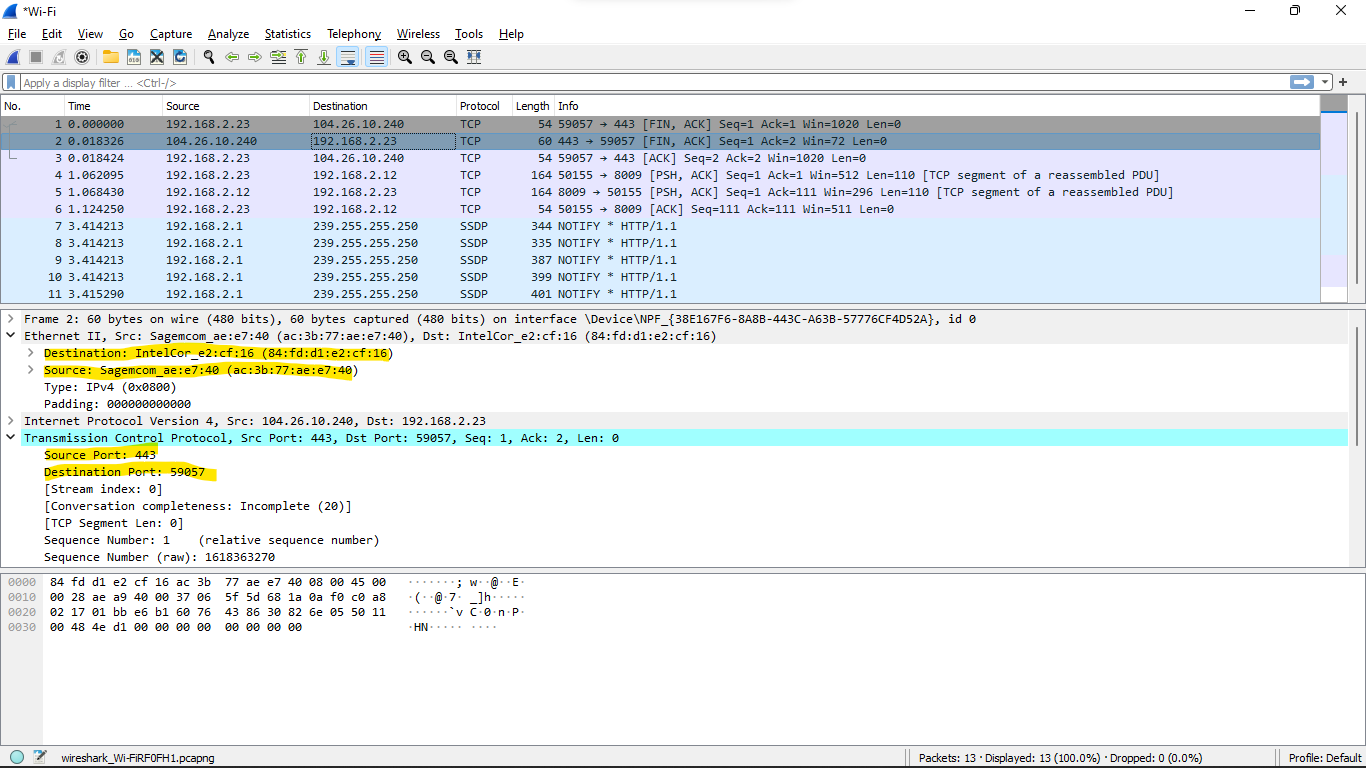 *Wi-Fi
File Edit View Go Capture Analyze Statistics Telephony Wireless Tools Help
Apply a display filter ... <Ctrl-/>
No. Time Source Destination Protocol Length Info
1 0.000000 192.168.2.23 104.26.10.240 TCP 54 59057 → 443 [FIN, ACK] Seq=1 Ack=1 Win=1020 Len=0
2 0.018326 104.26.10.240 192.168.2.23 TCP 60 443 → 59057 [FIN, ACK] Seq=1 Ack=2 Win=72 Len=0
3 0.018424 192.168.2.23 104.26.10.240 TCP 54 59057 → 443 [ACK] Seq=2 Ack=2 Win=1020 Len=0
4 1.062095 192.168.2.23 192.168.2.12 TCP 164 50155 → 8009 [PSH, ACK] Seq=1 Ack=1 Win=512 Len=110 [TCP segment of a reassembled PDU]
5 1.068430 192.168.2.12 192.168.2.23 TCP 164 8009 → 50155 [PSH, ACK] Seq=1 Ack=111 Win=296 Len=110 [TCP segment of a reassembled PDU]
6 1.124250 192.168.2.23 192.168.2.12 TCP 54 50155 → 8009 [ACK] Seq=111 Ack=111 Win=511 Len=0
7 3.414213 192.168.2.1 239.255.255.250 SSDP 344 NOTIFY * HTTP/1.1
8 3.414213 192.168.2.1 239.255.255.250 SSDP 335 NOTIFY * HTTP/1.1
9 3.414213 192.168.2.1 239.255.255.250 SSDP 387 NOTIFY * HTTP/1.1
10 3.414213 192.168.2.1 239.255.255.250 SSDP 399 NOTIFY * HTTP/1.1
11 3.415290 192.168.2.1 239.255.255.250 SSDP 401 NOTIFY * HTTP/1.1
Frame 2: 60 bytes on wire (480 bits), 60 bytes captured (480 bits) on interface \Device\NPF_{38E167F6-8A8B-443C-A63B-57776CF4D52A}, id 0
Ethernet II, Src: Sagemcom_ae:e7:40 (ac:3b:77:ae:e7:40), Dst: IntelCor_e2:cf:16 (84:fd:d1:e2:cf:16)
Destination: IntelCor_e2:cf:16 (84:fd:d1:e2:cf:16)
Source: Sagemcom_ae:e7:40 (ac:3b:77:ae:e7:40)
Type: IPv4 (0x0800)
Padding: 000000000000
Internet Protocol Version 4, Src: 104.26.10.240, Dst: 192.168.2.23
Transmission Control Protocol, Src Port: 443, Dst Port: 59057, Seq: 1, Ack: 2, Len: 0
Source Port: 443
Destination Port: 59057
[Stream index: 0]
[Conversation completeness: Incomplete (20)]
[TCP Segment Len: 0]
Sequence Number: 1 (relative sequence number)
Sequence Number (raw): 1618363270
0000 84 fd d1 e2 cf 16 ac 3b 77 ae e7 40 08 00 45 00 ·······; w··@··E·
0010 00 28 ae a9 40 00 37 06 5f 5d 68 1a 0a f0 c0 a8 ·(··@·7· _]h·····
0020 02 17 01 bb e6 b1 60 76 43 86 30 82 6e 05 50 11 ······`v C·0·n·P·
0030 00 48 4e d1 00 00 00 00 00 00 00 00 ·HN····· ····
wireshark_Wi-FiRF0FH1.pcapng Packets: 13 · Displayed: 13 (100.0%) · Dropped: 0 (0.0%) Profile: Default